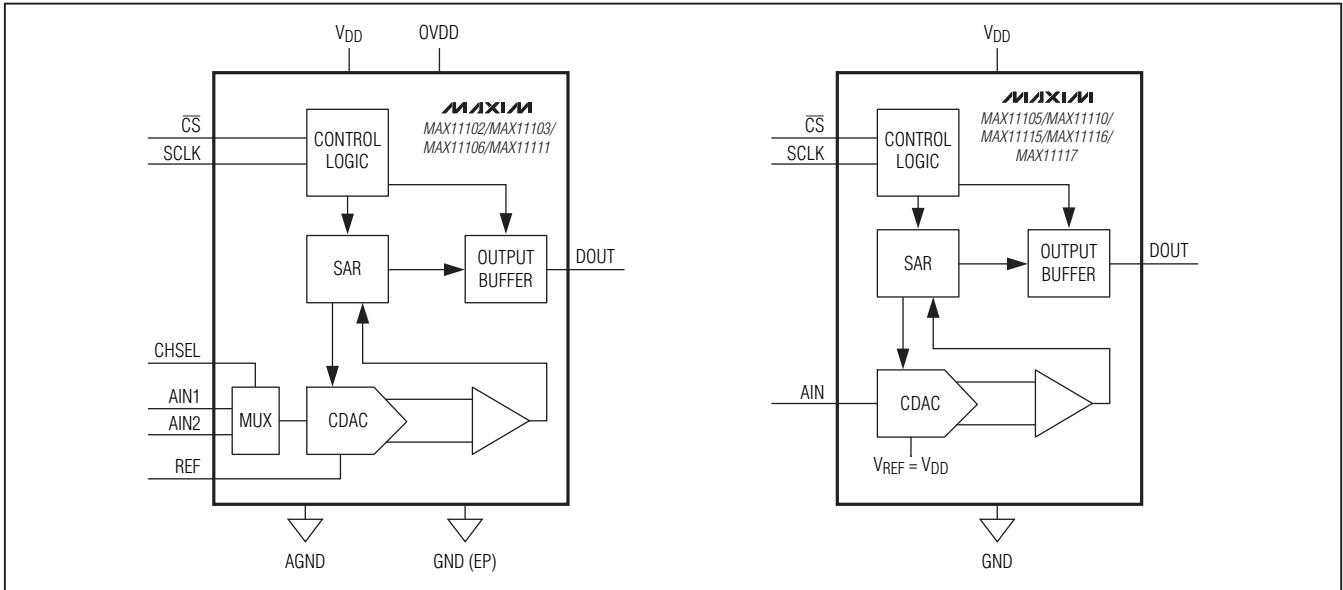 VDD
OVDD
MAXIM
MAX11102/MAX11103/
MAX11106/MAX11111
CS
SCLK
CONTROL
LOGIC
SAR
OUTPUT
BUFFER
DOUT
CHSEL
AIN1
AIN2
MUX
CDAC
REF
AGND
GND (EP)
VDD
MAXIM
MAX11105/MAX11110/
MAX11115/MAX11116/
MAX11117
CS
SCLK
CONTROL
LOGIC
SAR
OUTPUT
BUFFER
DOUT
AIN
CDAC
VREF = VDD
GND